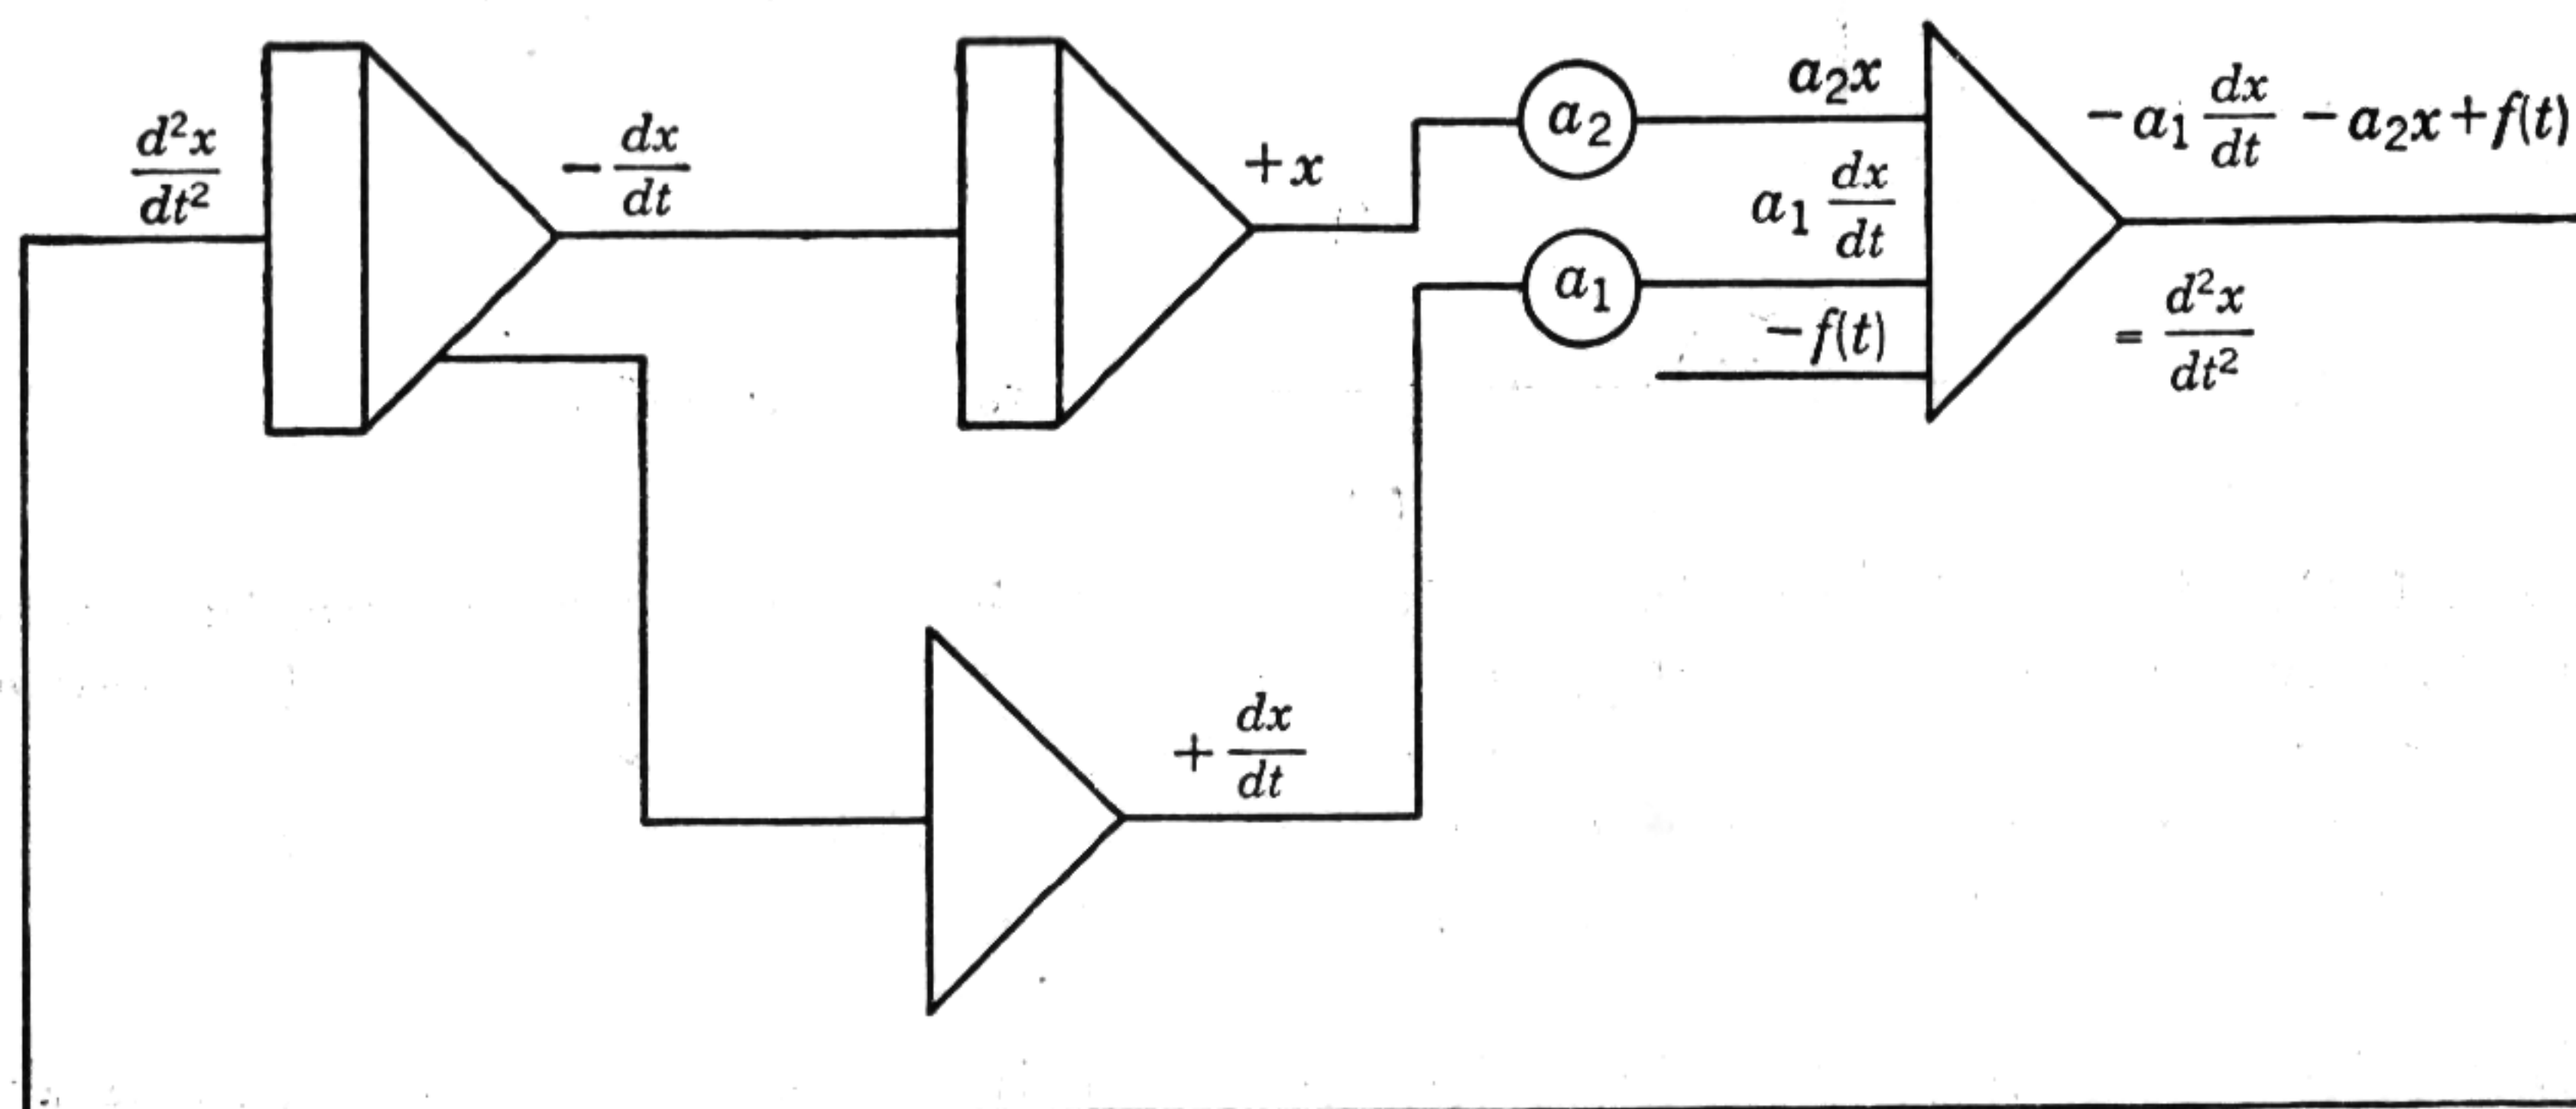 d²x/dt²
− dx/dt
+x
a₂
a₂x
a₁ dx/dt
a₁
−f(t)
−a₁ dx/dt −a₂x+f(t)
= d²x/dt²
+ dx/dt